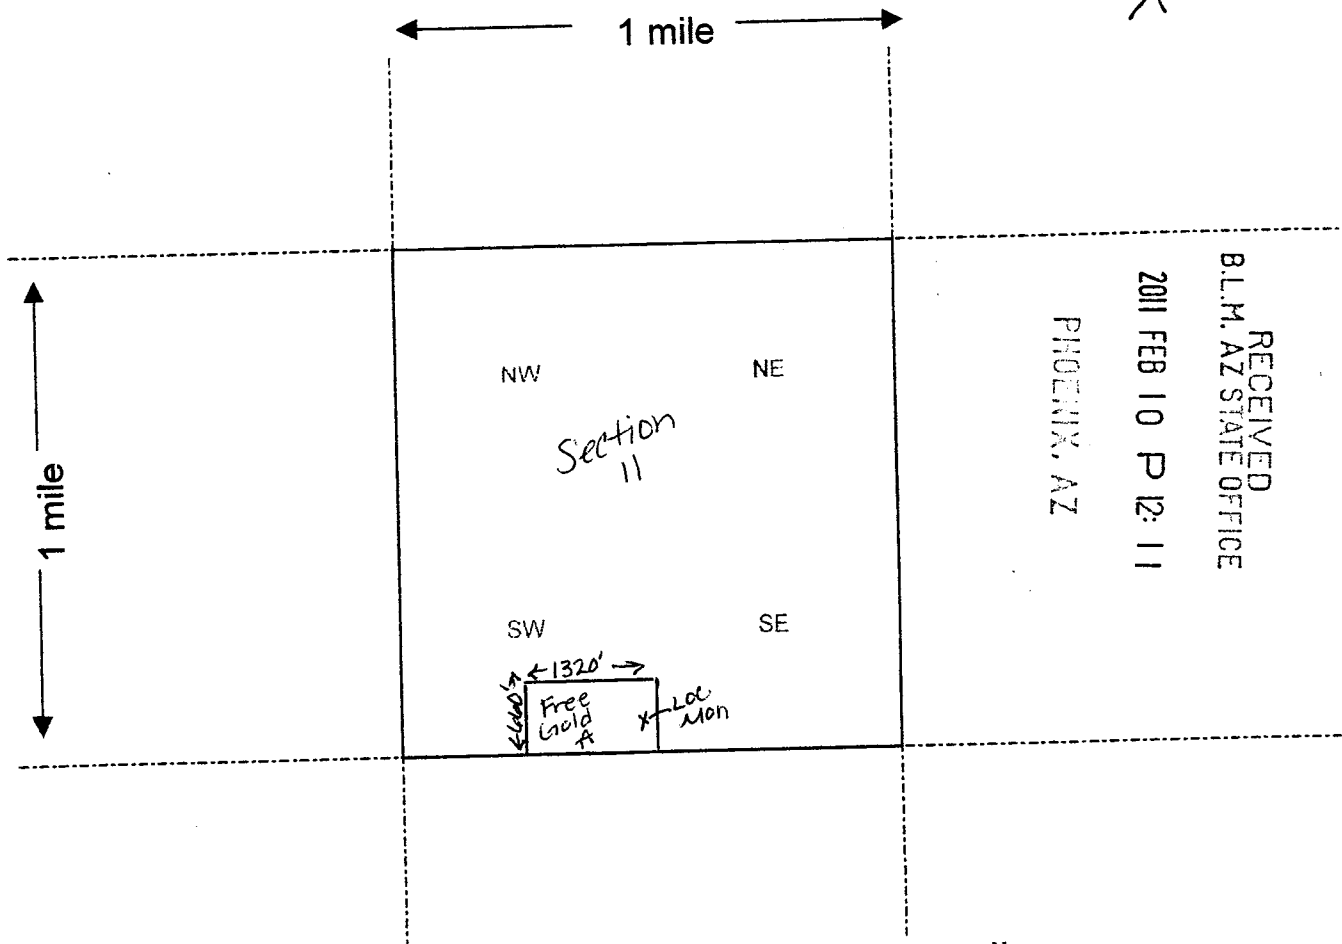 1 mile
1 mile
NW
NE
Section
11
SW
SE
1320'
660'
Free
Gold
A
X
Loc
Mon
RECEIVED
B.L.M. AZ STATE OFFICE
2011 FEB 10 P 12: 11
PHOENIX, AZ